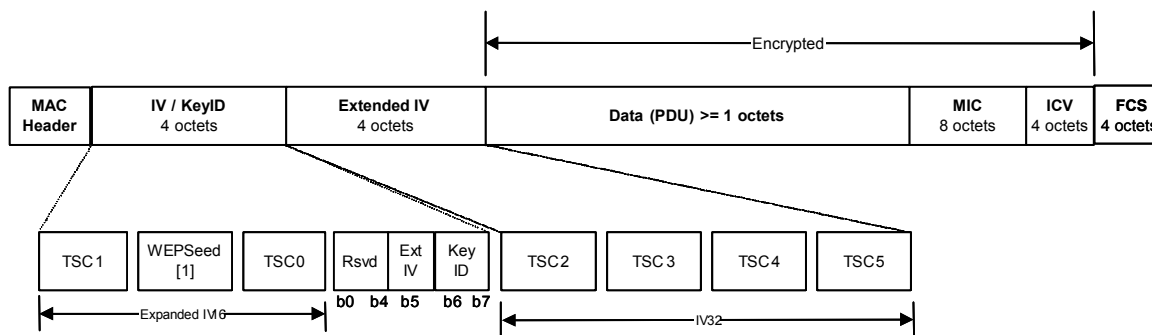 Encrypted
MAC Header
IV / KeyID
4 octets
Extended IV
4 octets
Data (PDU) >= 1 octets
MIC
8 octets
ICV
4 octets
FCS
4 octets
TSC1
WEPSeed
[1]
TSC0
Rsvd
Ext
IV
Key
ID
TSC2
TSC3
TSC4
TSC5
b0 b4 b5 b6 b7
Expanded IV16
IV32